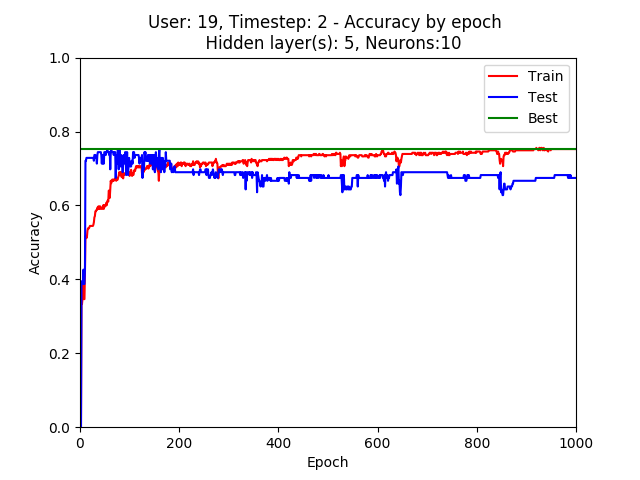 User: 19, Timestep: 2 - Accuracy by epoch
Hidden layer(s): 5, Neurons:10
1.0
Train
Test
Best
0.8
0.6
Accuracy
0.4
0.2
0.0
0 200 400 600 800 1000
Epoch